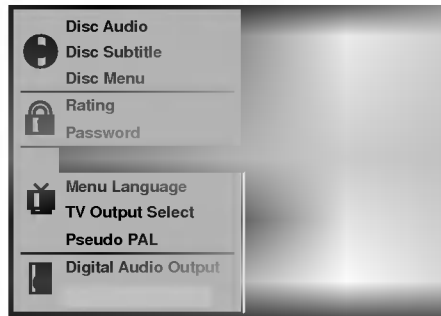 Disc Audio
Disc Subtitle
Disc Menu
Rating
Password
Menu Language
TV Output Select
Pseudo PAL
Digital Audio Output